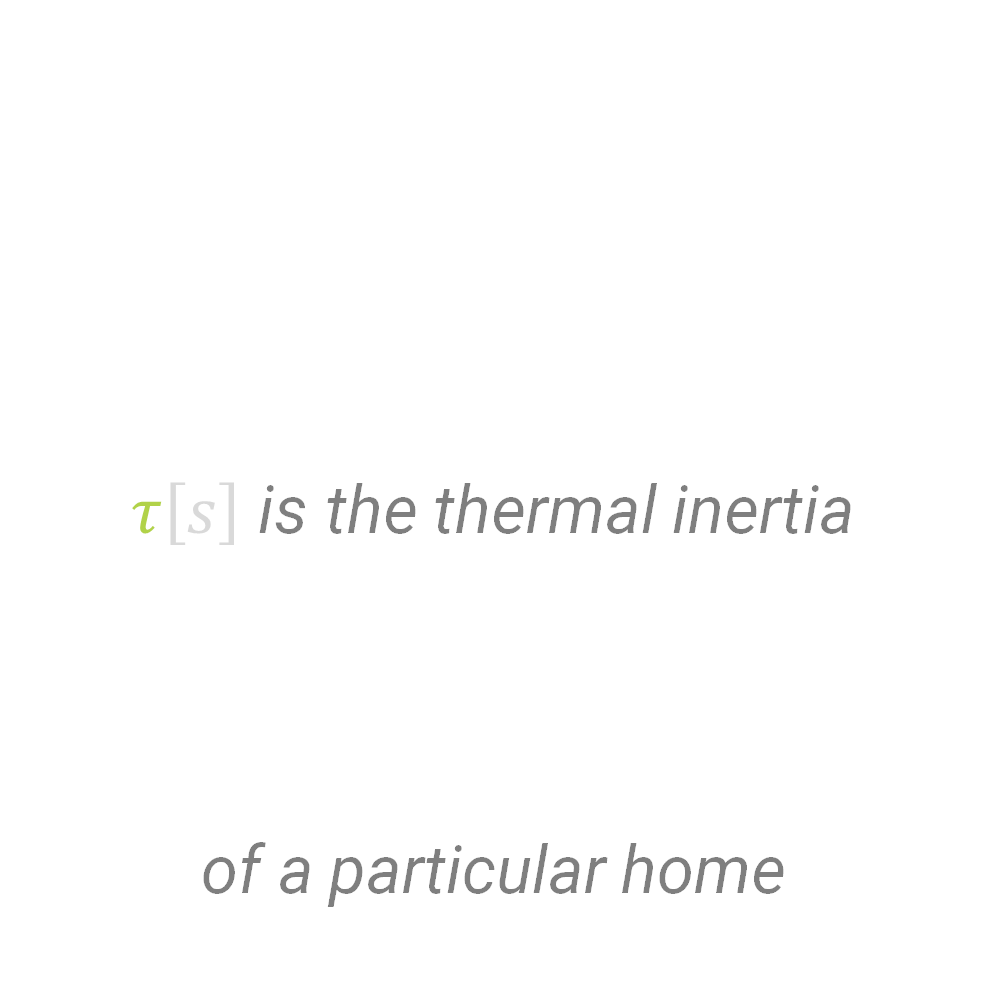 τ[s] is the thermal inertia
of a particular home